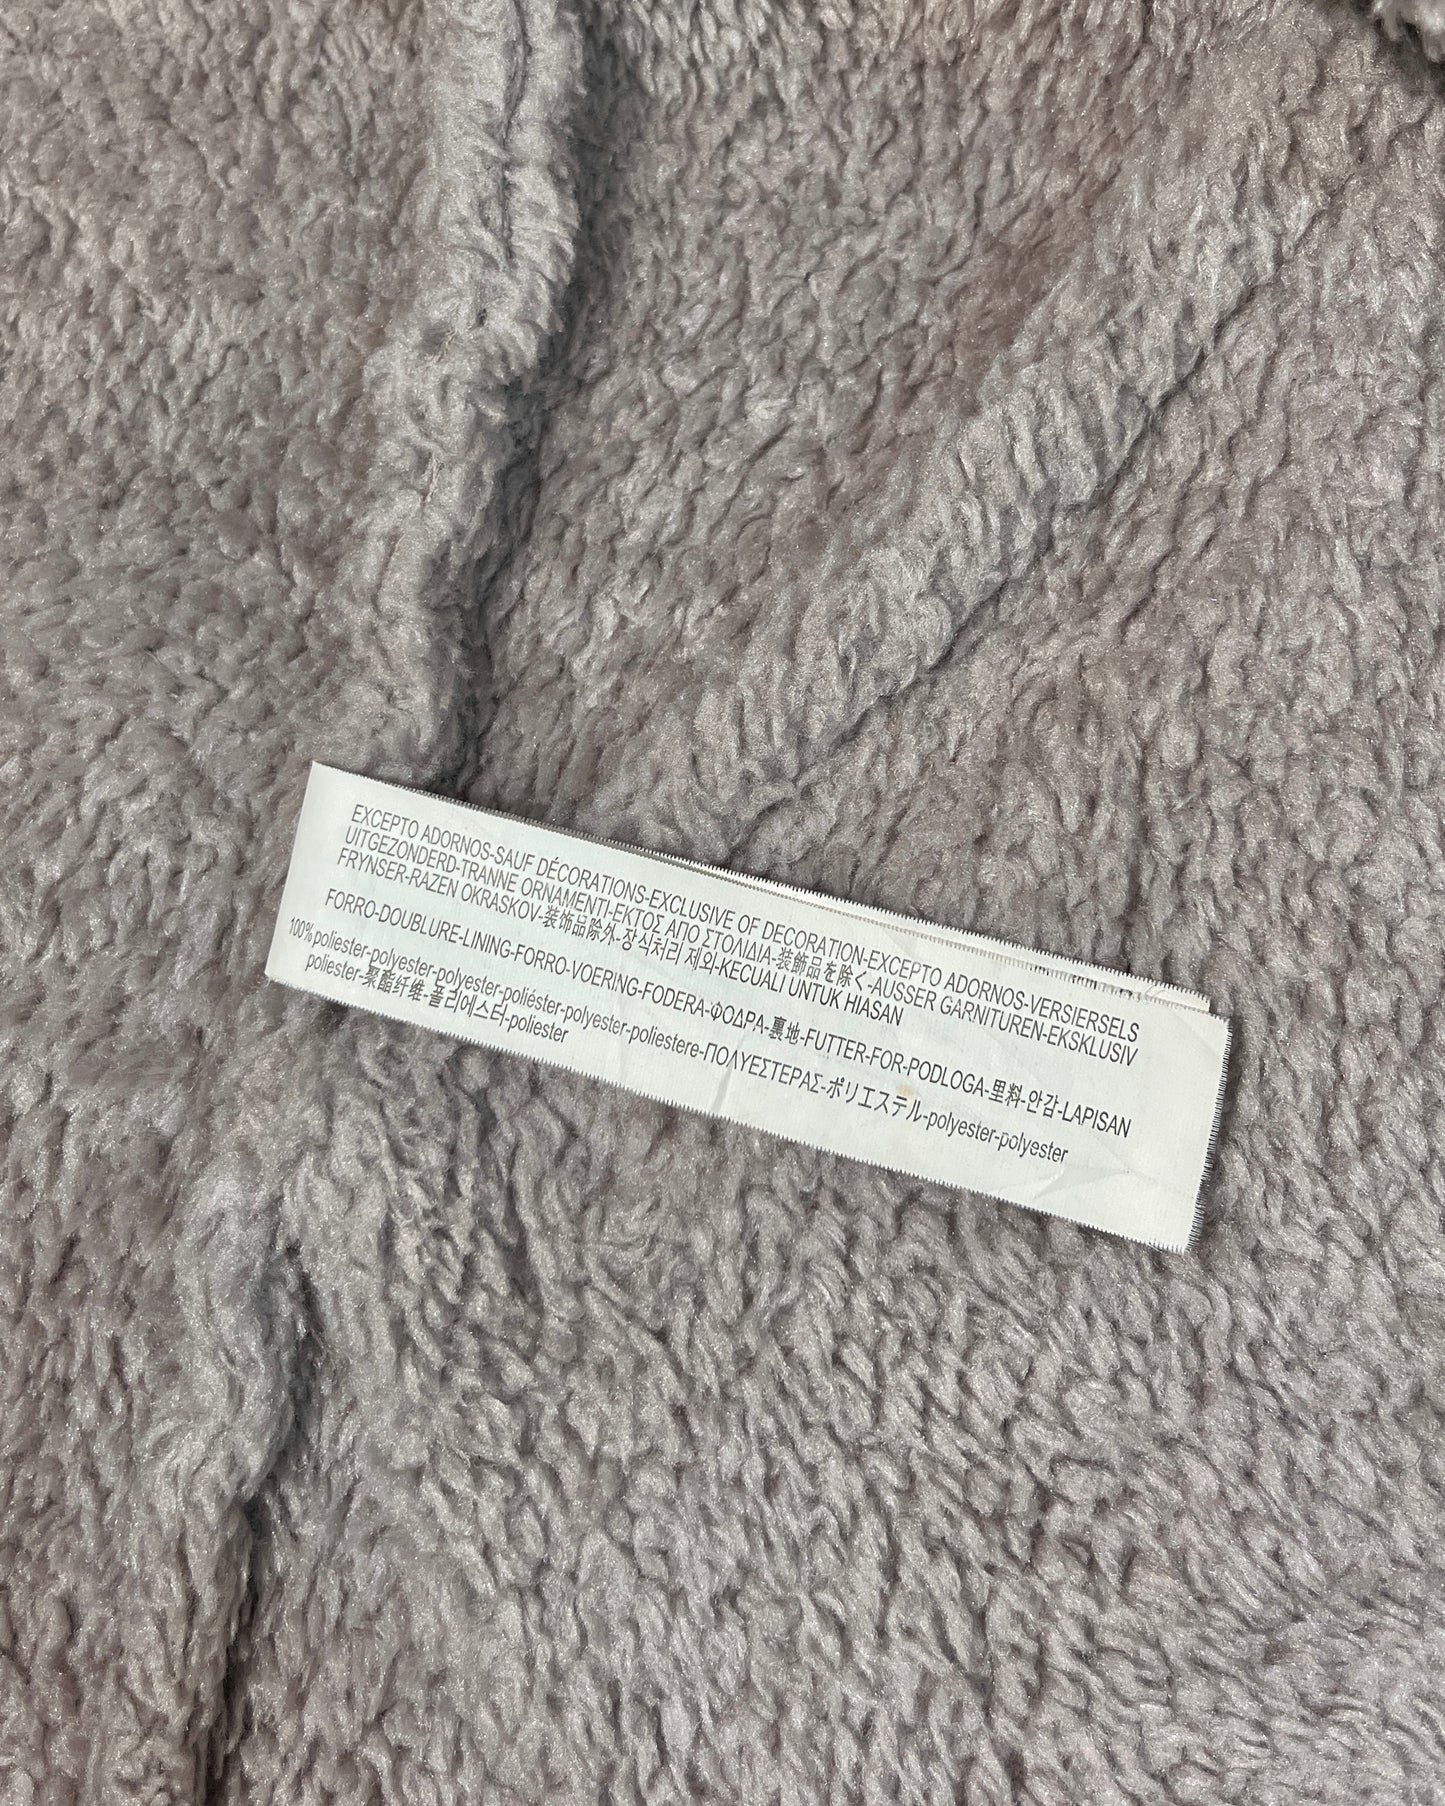 EXCEPTO ADORNOS-SAUF DÉCORATIONS-EXCLUSIVE OF DECORATION-EXCEPTO ADORNOS-VERSIERSELS
UITGEZONDERD-TRANNE ORNAMENTI-ΕΚΤΟΣ ΑΠΟ ΣΤΟΛΙΔΙΑ-装飾品を除く-AUSSER GARNITUREN-EKSKLUSIV
FRYNSER-RAZEN OKRASKOV-装饰品除外-장식처리 제외-KECUALI UNTUK HIASAN
FORRO-DOUBLURE-LINING-FORRO-VOERING-FODERA-ΦΟΔΡΑ-裏地-FUTTER-FOR-PODLOGA-里料-안감-LAPISAN
100% poliester-polyester-polyester-poliéster-polyester-poliestere-ΠΟΛΥΕΣΤΕΡΑΣ-ポリエステル-polyester-polyester
poliester-聚酯纤维-폴리에스터-poliester